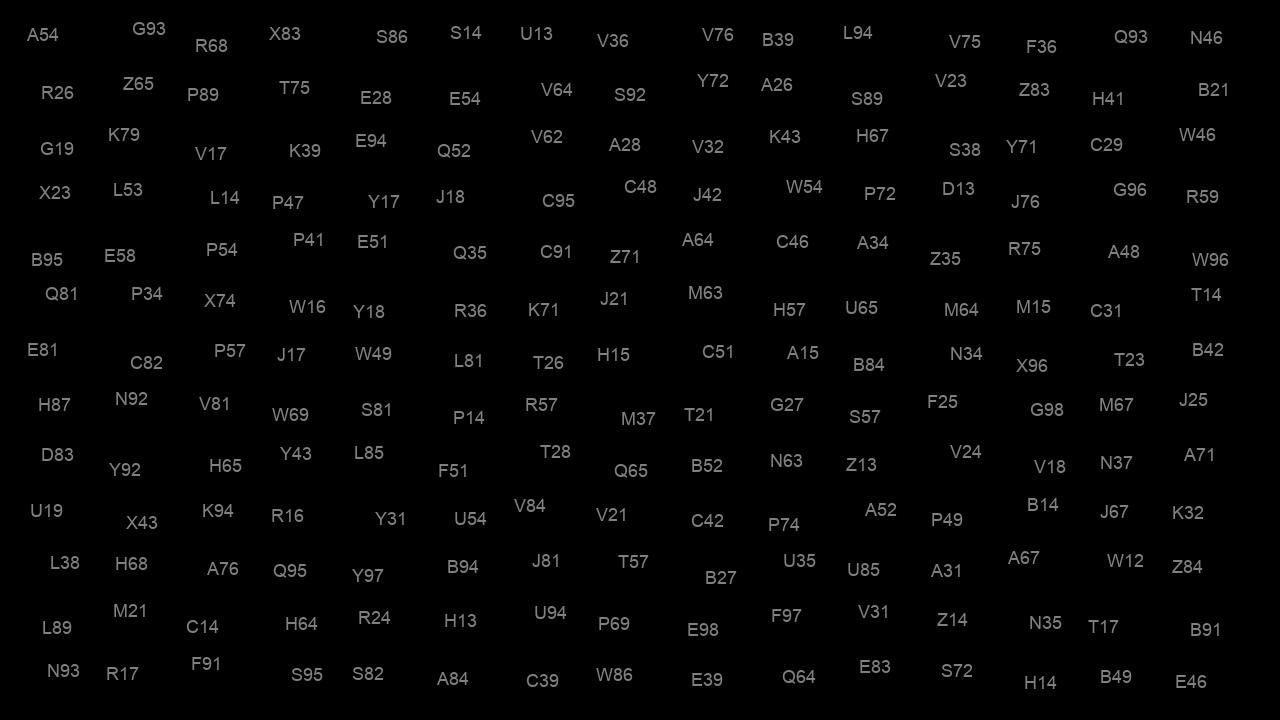 A54 G93 R68 X83 S86 S14 U13 V36 V76 B39 L94 V75 F36 Q93 N46
R26 Z65 P89 T75 E28 E54 V64 S92 Y72 A26 S89 V23 Z83 H41 B21
G19 K79 V17 K39 E94 Q52 V62 A28 V32 K43 H67 S38 Y71 C29 W46
X23 L53 L14 P47 Y17 J18 C95 C48 J42 W54 P72 D13 J76 G96 R59
B95 E58 P54 P41 E51 Q35 C91 Z71 A64 C46 A34 Z35 R75 A48 W96
Q81 P34 X74 W16 Y18 R36 K71 J21 M63 H57 U65 M64 M15 C31 T14
E81 C82 P57 J17 W49 L81 T26 H15 C51 A15 B84 N34 X96 T23 B42
H87 N92 V81 W69 S81 P14 R57 M37 T21 G27 S57 F25 G98 M67 J25
D83 Y92 H65 Y43 L85 F51 T28 Q65 B52 N63 Z13 V24 V18 N37 A71
U19 X43 K94 R16 Y31 U54 V84 V21 C42 P74 A52 P49 B14 J67 K32
L38 H68 A76 Q95 Y97 B94 J81 T57 B27 U35 U85 A31 A67 W12 Z84
L89 M21 C14 H64 R24 H13 U94 P69 E98 F97 V31 Z14 N35 T17 B91
N93 R17 F91 S95 S82 A84 C39 W86 E39 Q64 E83 S72 H14 B49 E46